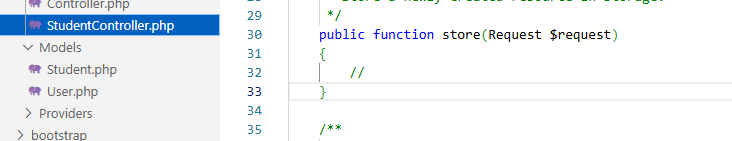 Controller.php
StudentController.php
Models
Student.php
User.php
Providers
bootstrap
29 */
30 public function store(Request $request)
31 {
32 //
33 }
34
35 /**